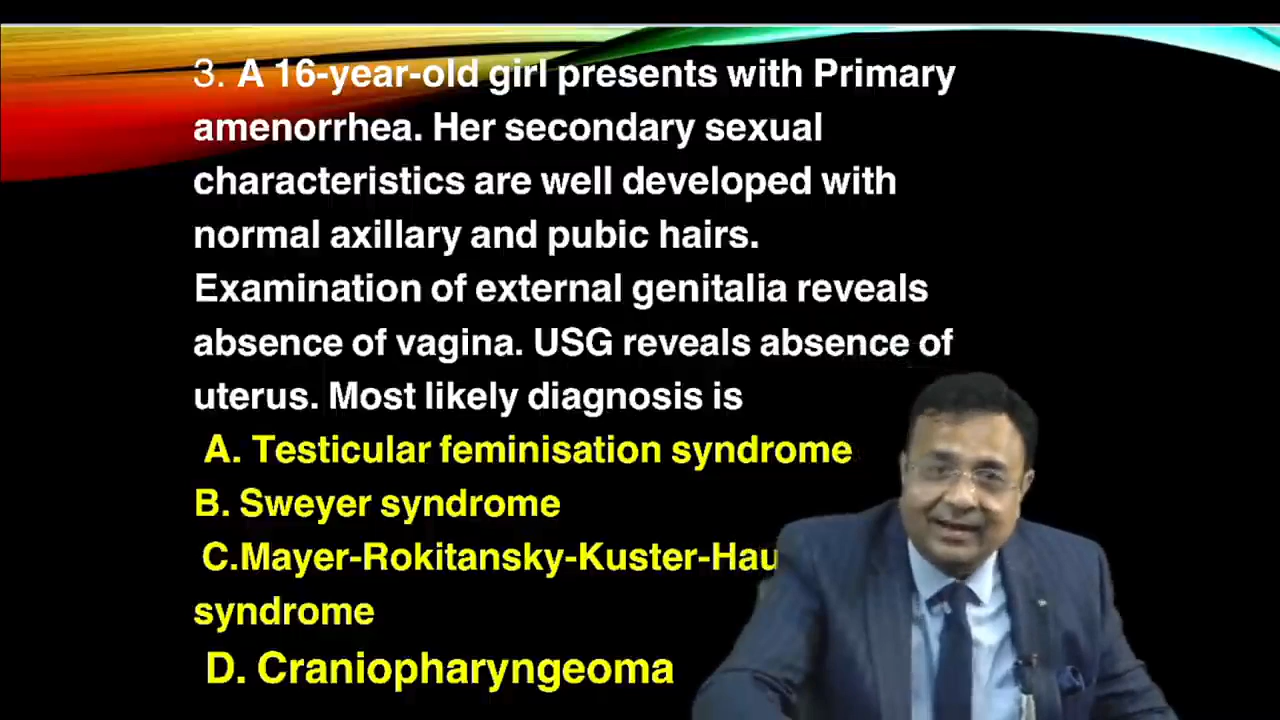 3. A 16-year-old girl presents with Primary
amenorrhea. Her secondary sexual
characteristics are well developed with
normal axillary and pubic hairs.
Examination of external genitalia reveals
absence of vagina. USG reveals absence of
uterus. Most likely diagnosis is
A. Testicular feminisation syndrome
B. Sweyer syndrome
C.Mayer-Rokitansky-Kuster-Hau
syndrome
D. Craniopharyngeoma